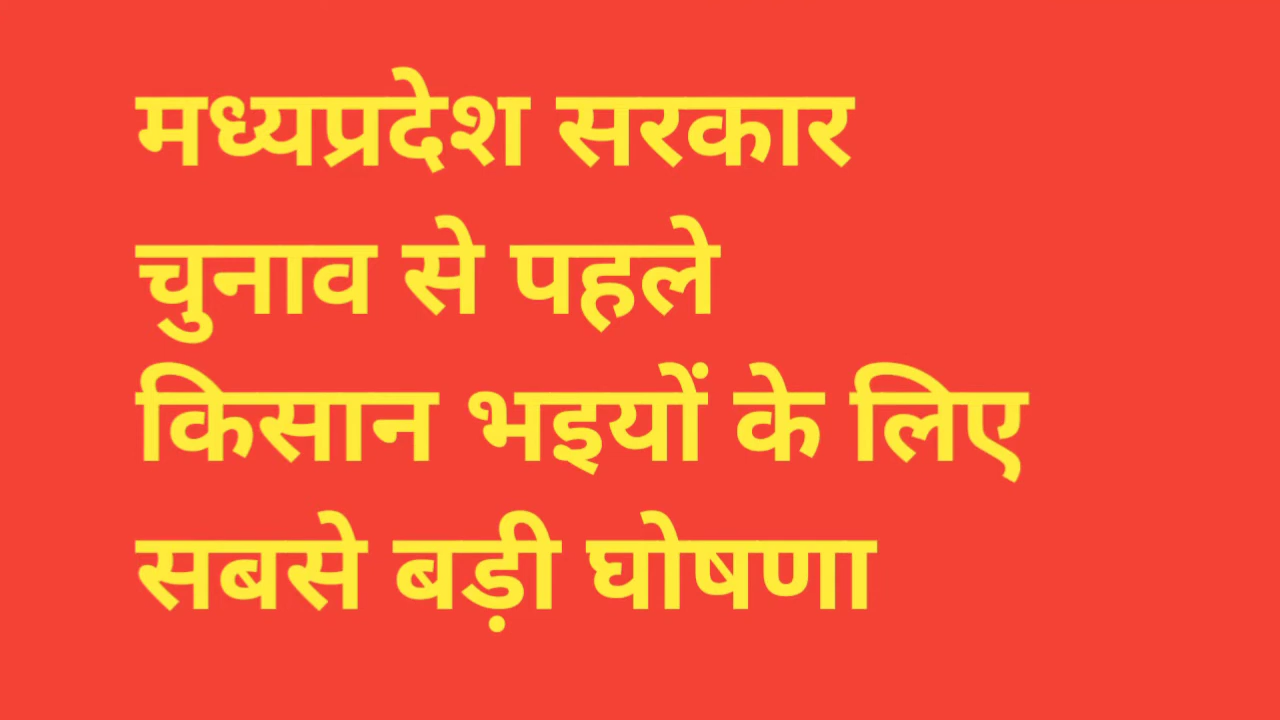 मध्यप्रदेश सरकार
चुनाव से पहले
किसान भइयों के लिए
सबसे बड़ी घोषणा